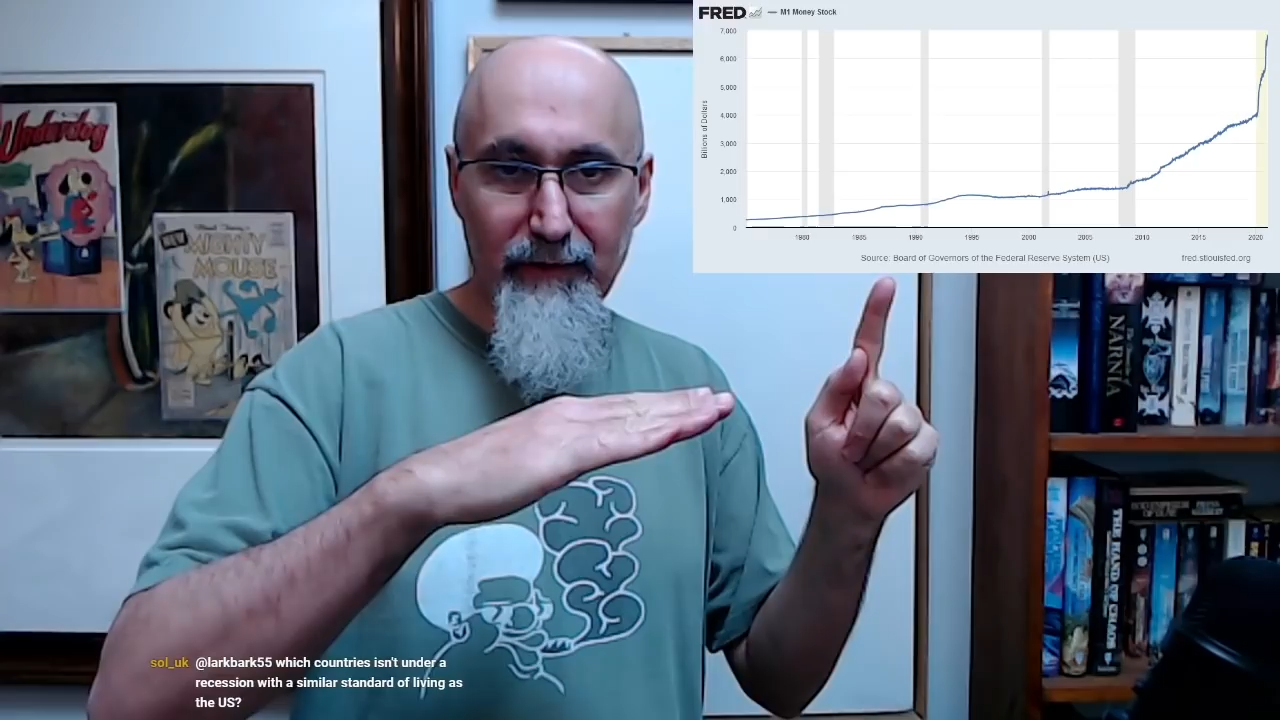 FRED
M1 Money Stock
7,000
6,000
5,000
4,000
3,000
2,000
1,000
0
Billions of Dollars
1980
1985
1990
1995
2000
2005
2010
2015
2020
Source: Board of Governors of the Federal Reserve System (US)
fred.stlouisfed.org
Underdog
NEW
MIGHTY
MOUSE
NARNIA
THE HAND OF CHAOS
sol_uk @larkbark55 which countries isn't under a
recession with a similar standard of living as
the US?